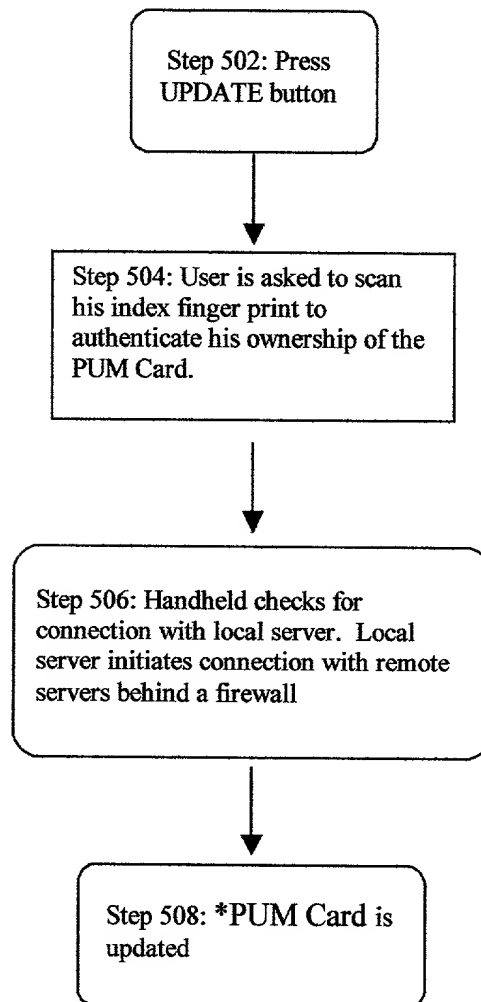 Step 502: Press
UPDATE button
Step 504: User is asked to scan
his index finger print to
authenticate his ownership of the
PUM Card.
Step 506: Handheld checks for
connection with local server.  Local
server initiates connection with remote
servers behind a firewall
Step 508: *PUM Card is
updated